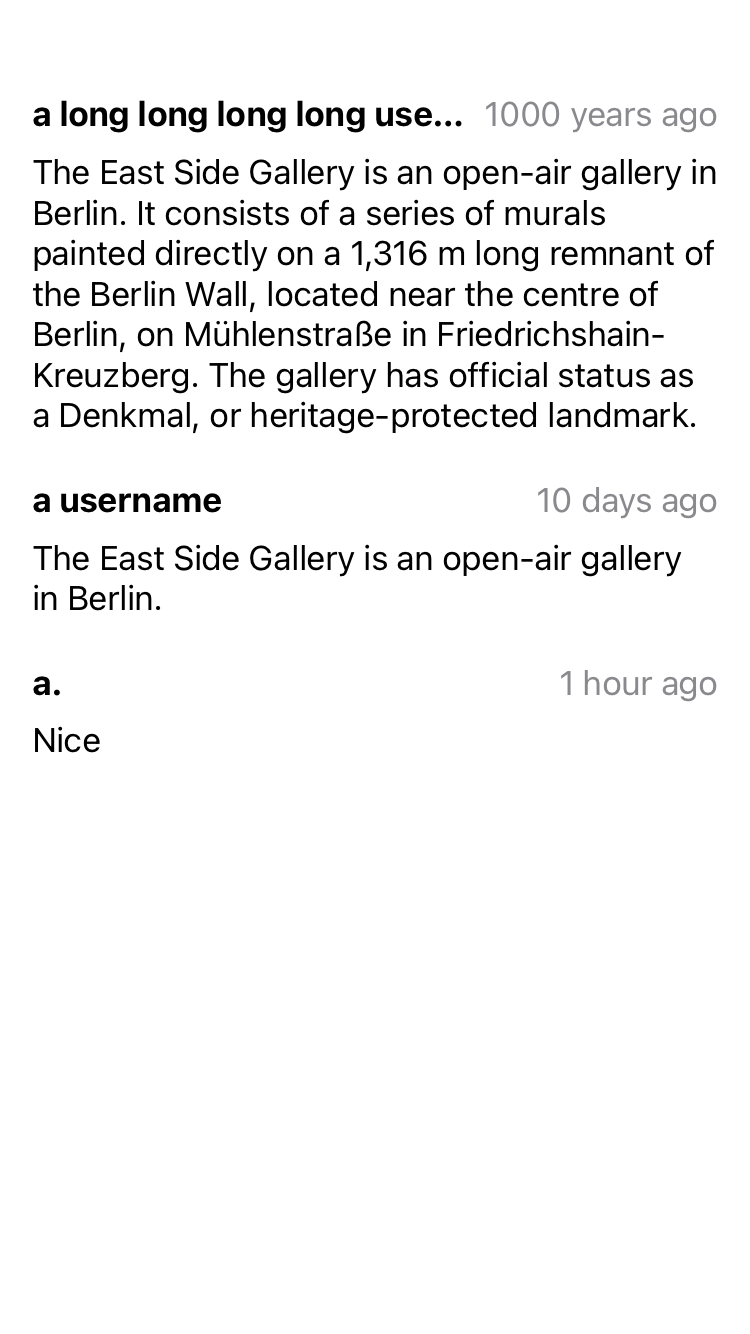 a long long long long use... 1000 years ago
The East Side Gallery is an open-air gallery in
Berlin. It consists of a series of murals
painted directly on a 1,316 m long remnant of
the Berlin Wall, located near the centre of
Berlin, on Mühlenstraße in Friedrichshain-
Kreuzberg. The gallery has official status as
a Denkmal, or heritage-protected landmark.
a username 10 days ago
The East Side Gallery is an open-air gallery
in Berlin.
a. 1 hour ago
Nice